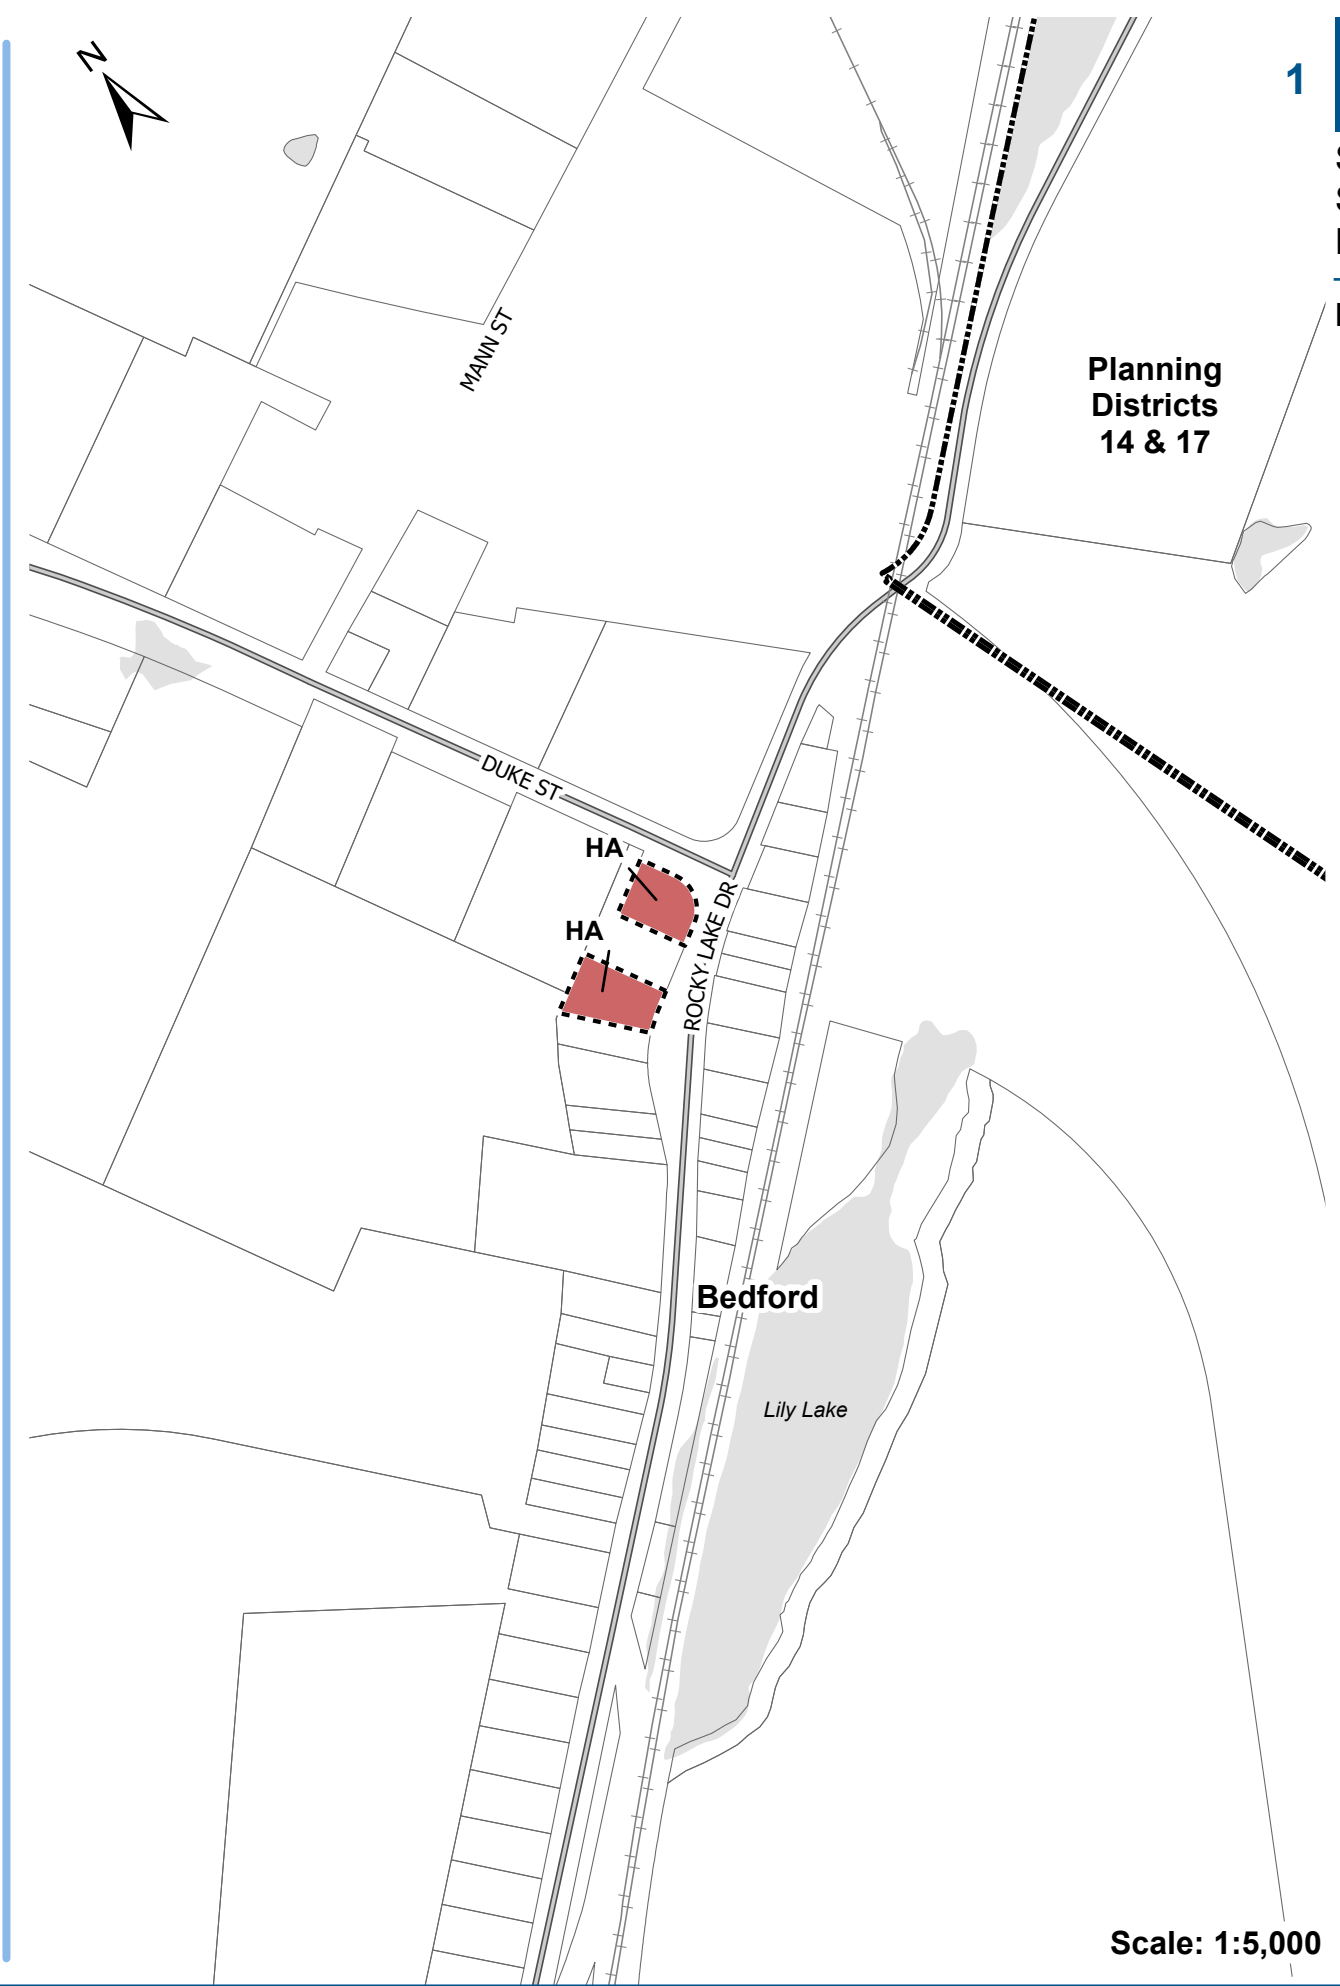 N
1
MANN ST
Planning
Districts
14 & 17
DUKE ST
HA
HA
ROCKY LAKE DR
Bedford
Lily Lake
Scale: 1:5,000